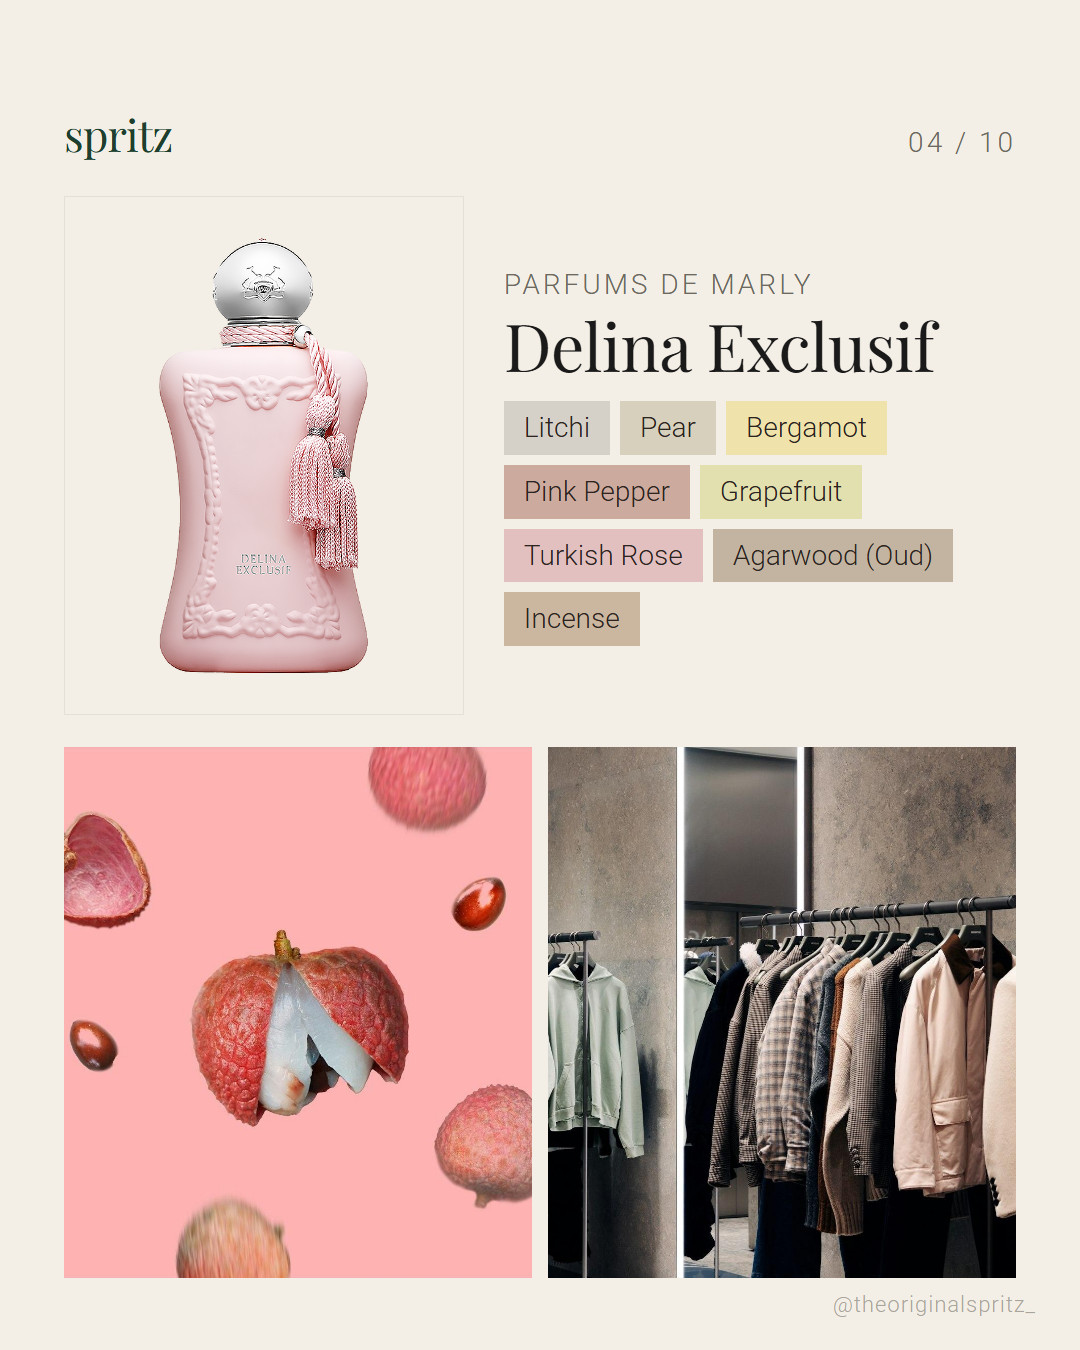 spritz
04 / 10
PARFUMS DE MARLY
Delina Exclusif
Litchi
Pear
Bergamot
Pink Pepper
Grapefruit
Turkish Rose
Agarwood (Oud)
Incense
DELINA
EXCLUSIF
@theoriginalspritz_